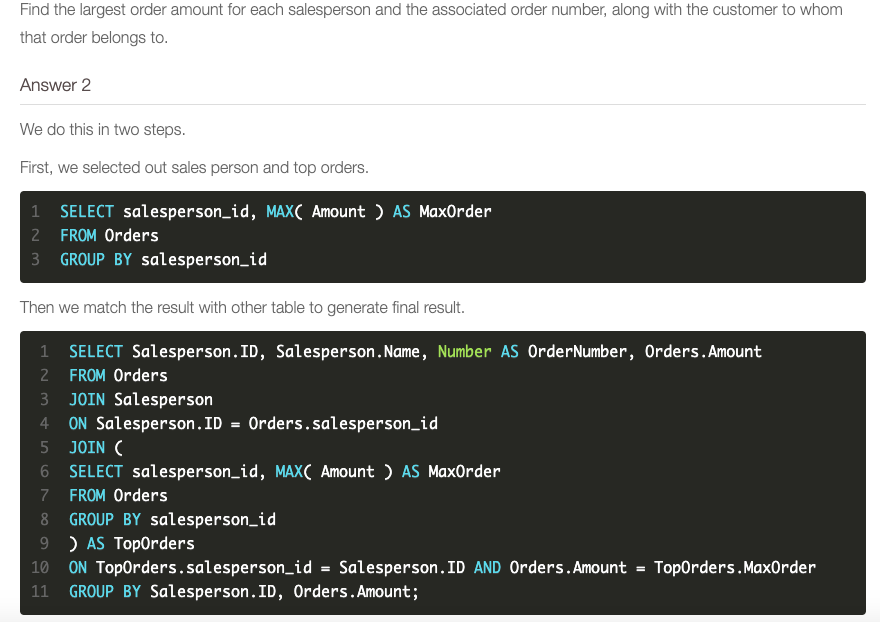 Find the largest order amount for each salesperson and the associated order number, along with the customer to whom
that order belongs to.
Answer 2
We do this in two steps.
First, we selected out sales person and top orders.
1 SELECT salesperson_id, MAX( Amount ) AS MaxOrder
2 FROM Orders
3 GROUP BY salesperson_id
Then we match the result with other table to generate final result.
1 SELECT Salesperson.ID, Salesperson.Name, Number AS OrderNumber, Orders.Amount
2 FROM Orders
3 JOIN Salesperson
4 ON Salesperson.ID = Orders.salesperson_id
5 JOIN (
6 SELECT salesperson_id, MAX( Amount ) AS MaxOrder
7 FROM Orders
8 GROUP BY salesperson_id
9 ) AS TopOrders
10 ON TopOrders.salesperson_id = Salesperson.ID AND Orders.Amount = TopOrders.MaxOrder
11 GROUP BY Salesperson.ID, Orders.Amount;